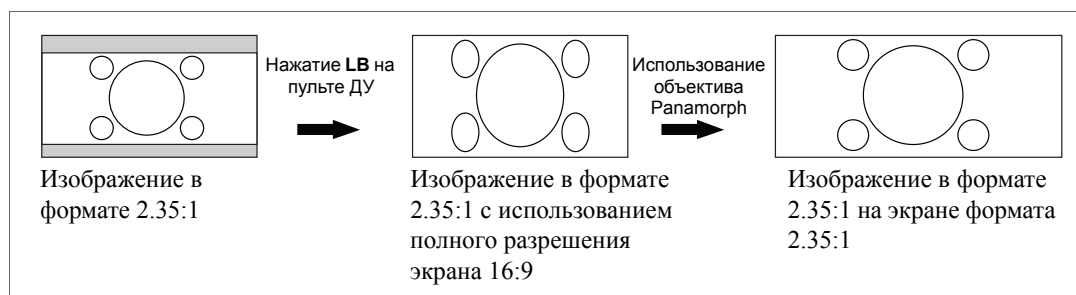 Нажатие LB на
пульте ДУ
Использование
объектива
Panamorph
Изображение в
формате 2.35:1
Изображение в формате
2.35:1 с использованием
полного разрешения
экрана 16:9
Изображение в формате
2.35:1 на экране формата
2.35:1